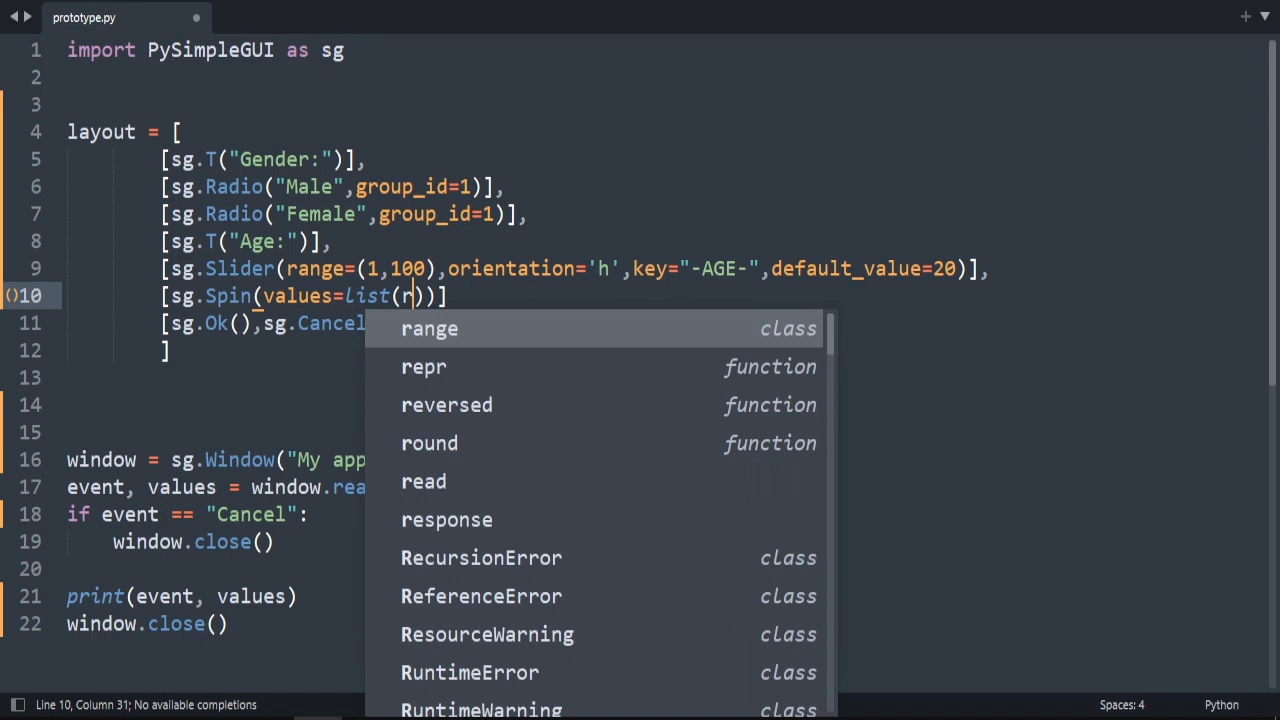 prototype.py
1 import PySimpleGUI as sg
2
3
4 layout = [
5 [sg.T("Gender:")],
6 [sg.Radio("Male",group_id=1)],
7 [sg.Radio("Female",group_id=1)],
8 [sg.T("Age:")],
9 [sg.Slider(range=(1,100),orientation='h',key="-AGE-",default_value=20)],
()10 [sg.Spin(values=list(r))]
11 [sg.Ok(),sg.Cancel
range class
12 ]
repr function
13
14 reversed function
15 round function
16 window = sg.Window("My app
17 event, values = window.rea
read
18 if event == "Cancel":
response
19 window.close()
RecursionError class
20
21 print(event, values)
ReferenceError class
22 window.close()
ResourceWarning class
RuntimeError class
RuntimeWarning class
Line 10, Column 31; No available completions
Spaces: 4
Python